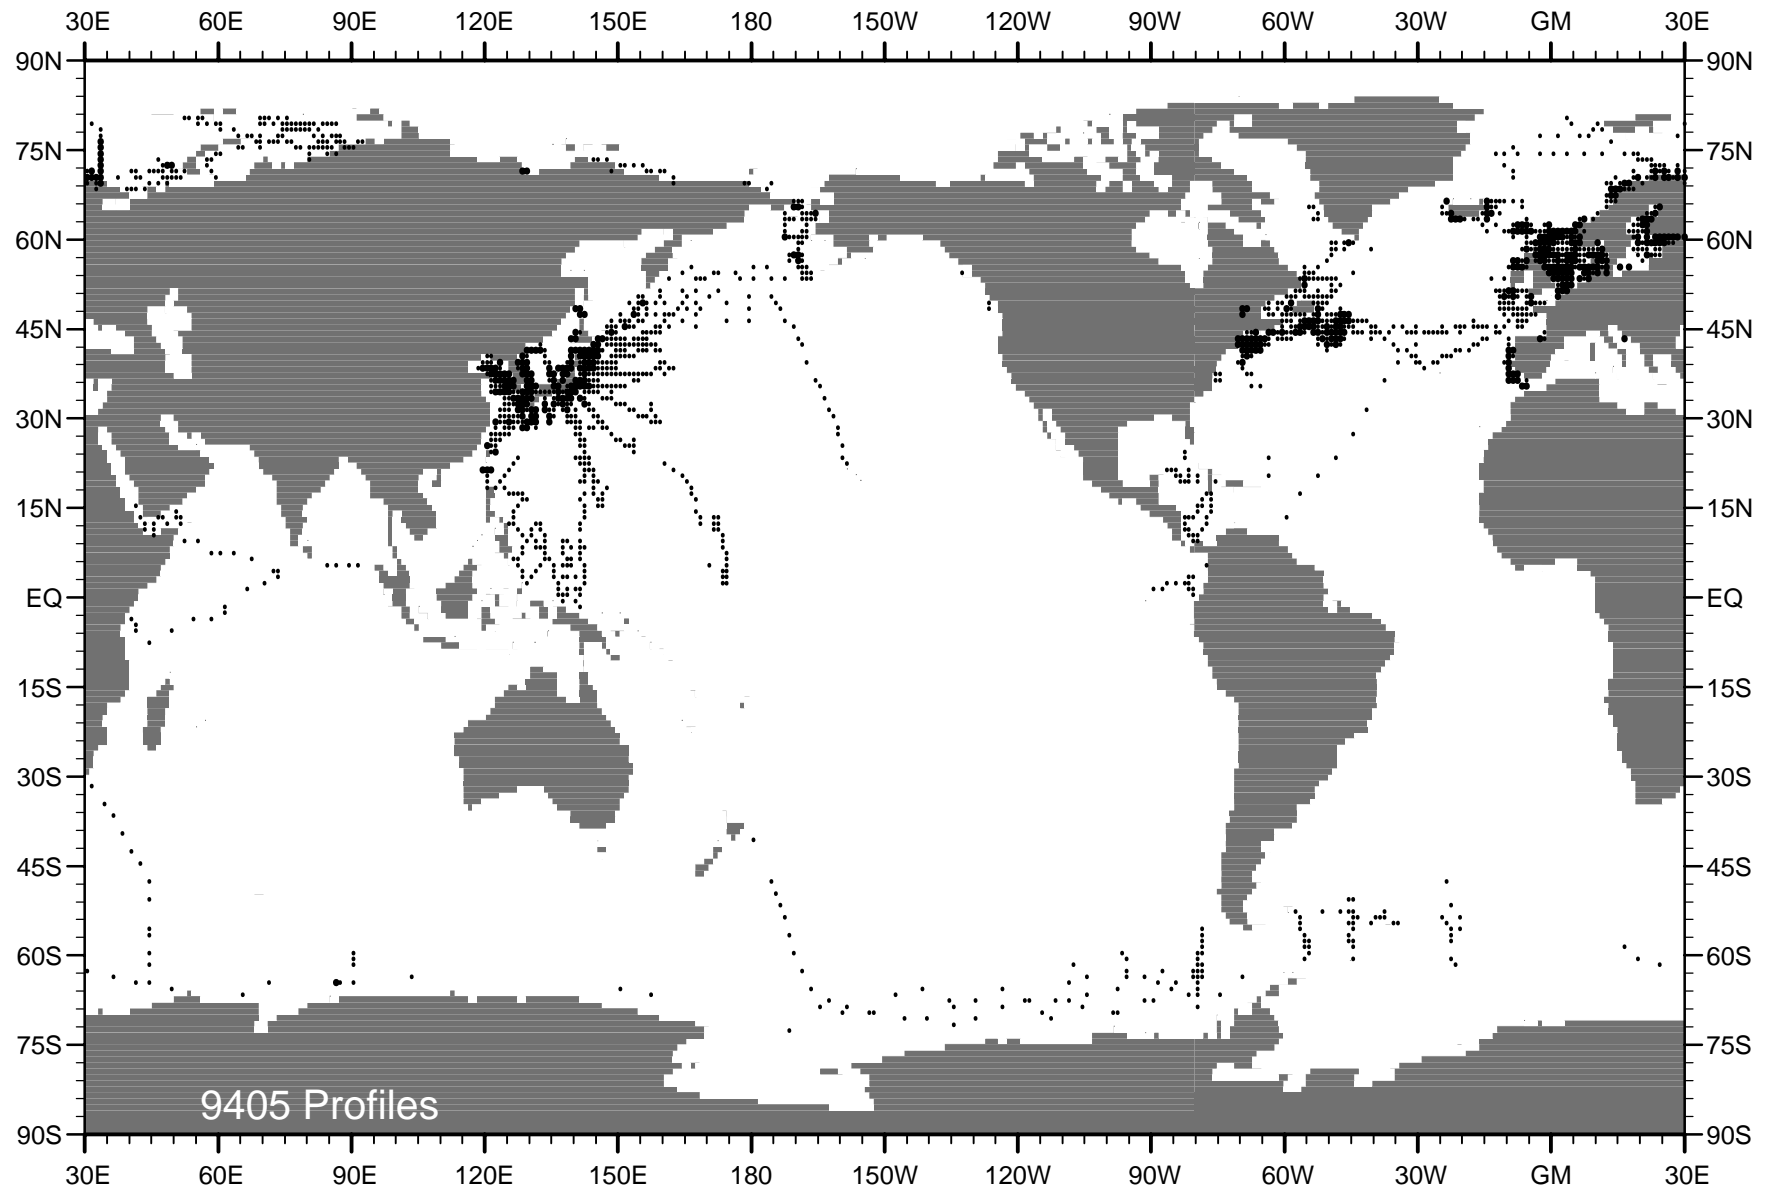 30E 60E 90E 120E 150E 180 150W 120W 90W 60W 30W GM 30E
90N 90N
75N 75N
60N 60N
45N 45N
30N 30N
15N 15N
EQ EQ
15S 15S
30S 30S
45S 45S
60S 60S
75S 75S
9405 Profiles
90S 90S
30E 60E 90E 120E 150E 180 150W 120W 90W 60W 30W GM 30E